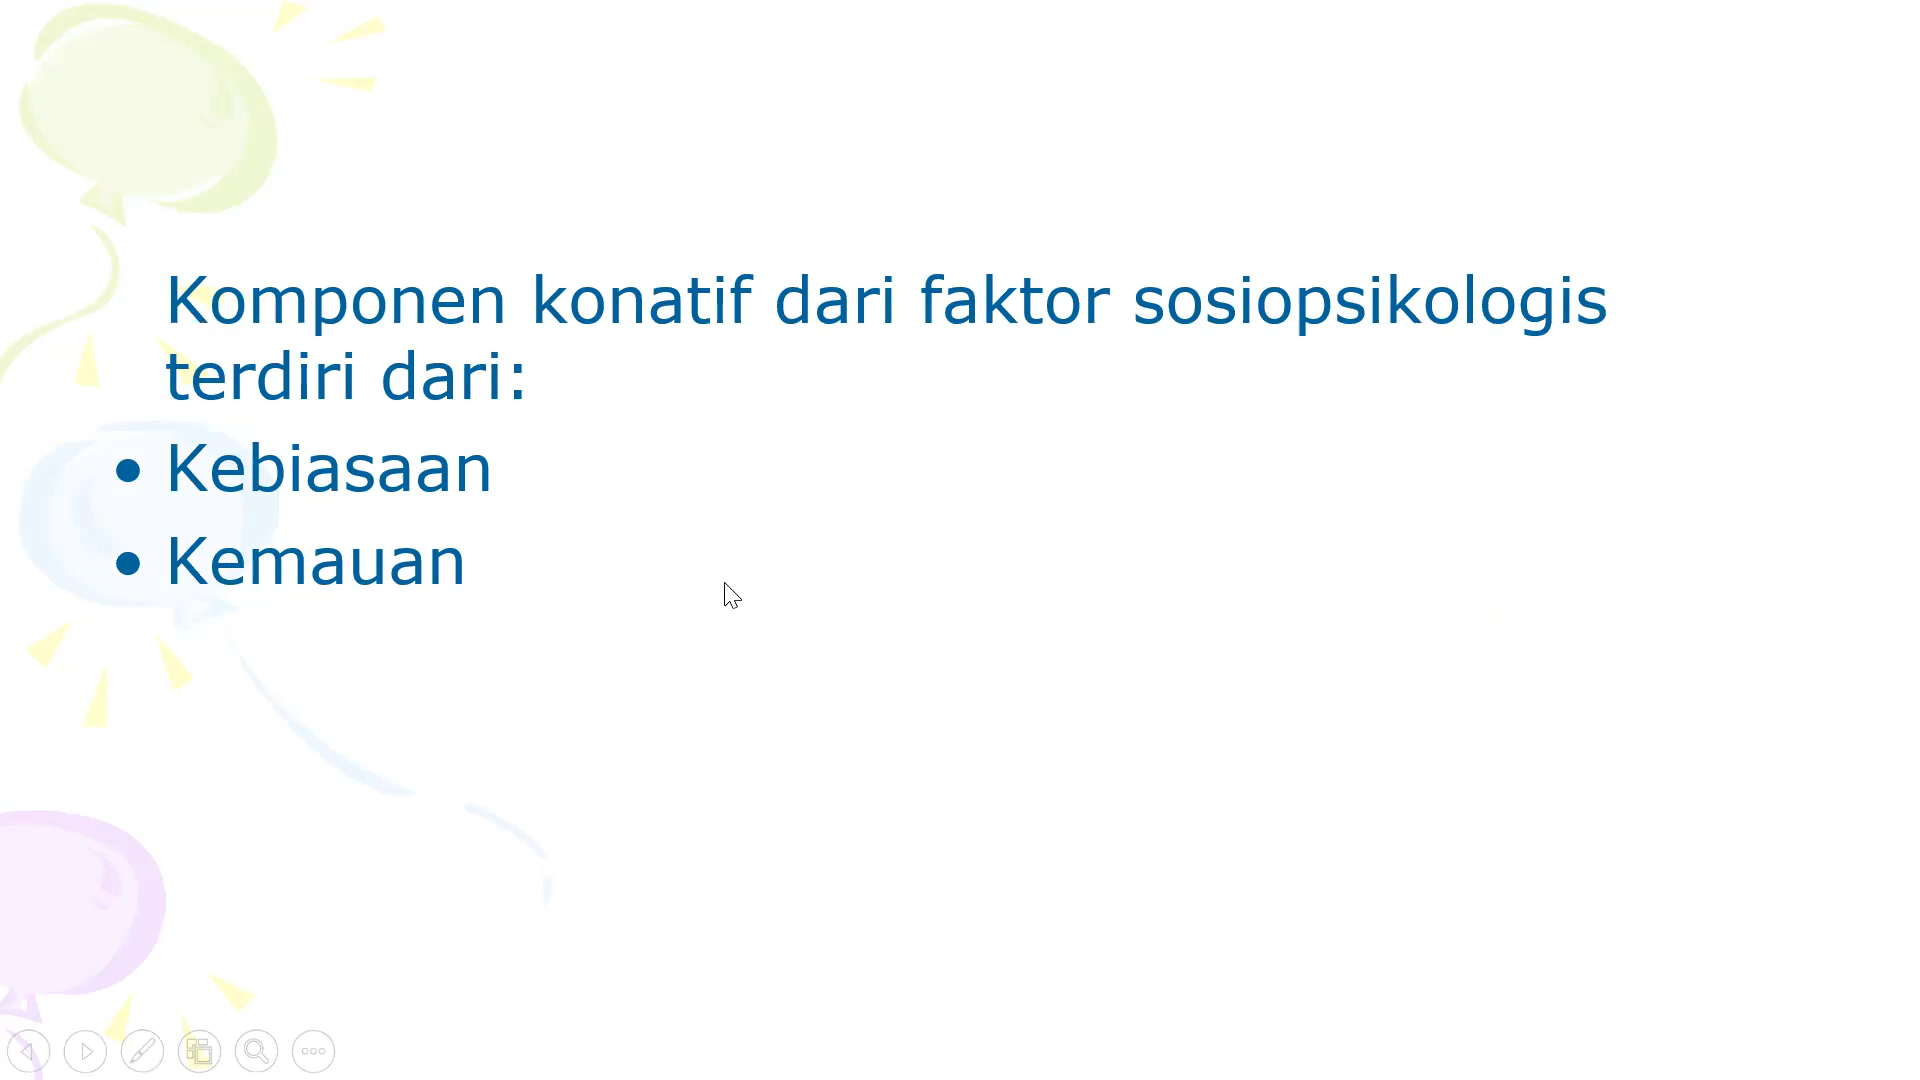 Komponen konatif dari faktor sosiopsikologis
terdiri dari:
• Kebiasaan
• Kemauan